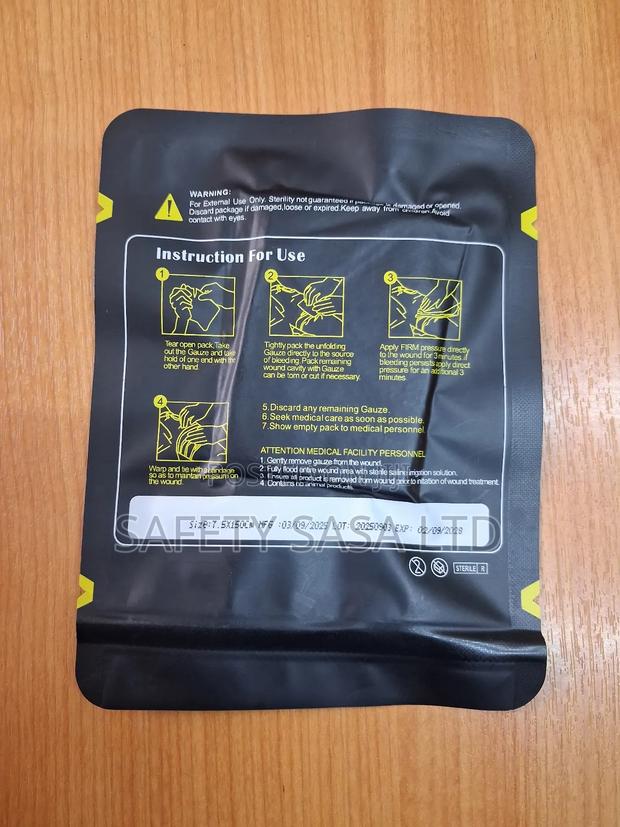 WARNING:
For External Use Only. Sterility not guaranteed if damaged or opened.
Discard package if damaged,loose or expired.Keep away from children.Avoid
contact with eyes.
Instruction For Use
1
2
3
Tear open pack.Take
out the Gauze and take
hold of one end with the
other hand.
Tightly pack the unfolding
Gauze directly to the source
of bleeding.Pack remaining
wound cavity with Gauze
can be torn or cut if necessary.
Apply FIRM pressure directly
to the wound for 3 minutes.if
bleeding persists apply direct
pressure for an additional 3
minutes.
4
Warp and tie with a bandage
so as to maintain pressure on
the wound.
5.Discard any remaining Gauze.
6.Seek medical care as soon as possible.
7.Show empty pack to medical personnel
ATTENTION MEDICAL FACILITY PERSONNEL
1. Gently remove gauze from the wound.
2. Fully flood entire wound area with sterile saline irrigation solution.
3. Ensure all product is removed from wound prior to initation of wound treatment.
4. Contains no animal products.
Size:7.5X150CM MFG :03/09/2025 LOT: 20250903 EXP: 02/09/2028
SAFETY SASA LTD
2
STERILE R